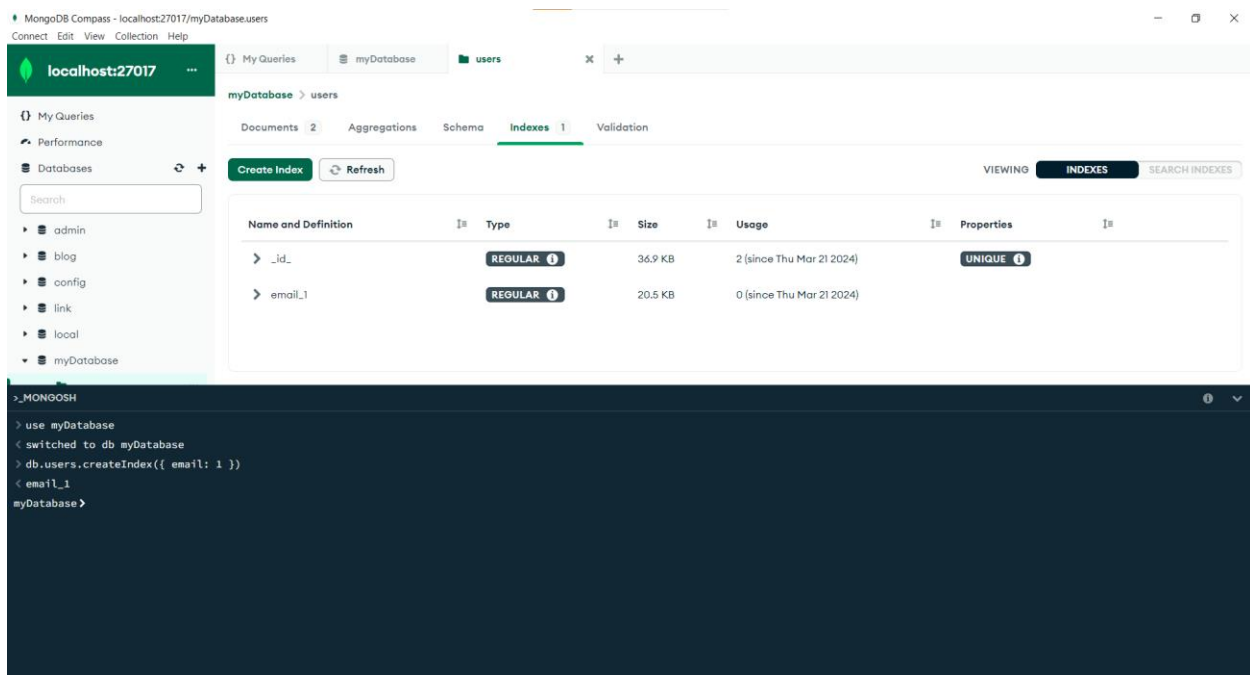 MongoDB Compass - localhost:27017/myDatabase.users
Connect Edit View Collection Help
localhost:27017 ...
{} My Queries myDatabase users
myDatabase > users
{} My Queries
Performance
Databases
Search
admin
blog
config
link
local
myDatabase
Documents 2 Aggregations Schema Indexes 1 Validation
Create Index Refresh VIEWING INDEXES SEARCH INDEXES
Name and Definition Type Size Usage Properties
_id_ REGULAR 36.9 KB 2 (since Thu Mar 21 2024) UNIQUE
email_1 REGULAR 20.5 KB 0 (since Thu Mar 21 2024)
>_MONGOSH
> use myDatabase
< switched to db myDatabase
> db.users.createIndex({ email: 1 })
< email_1
myDatabase>